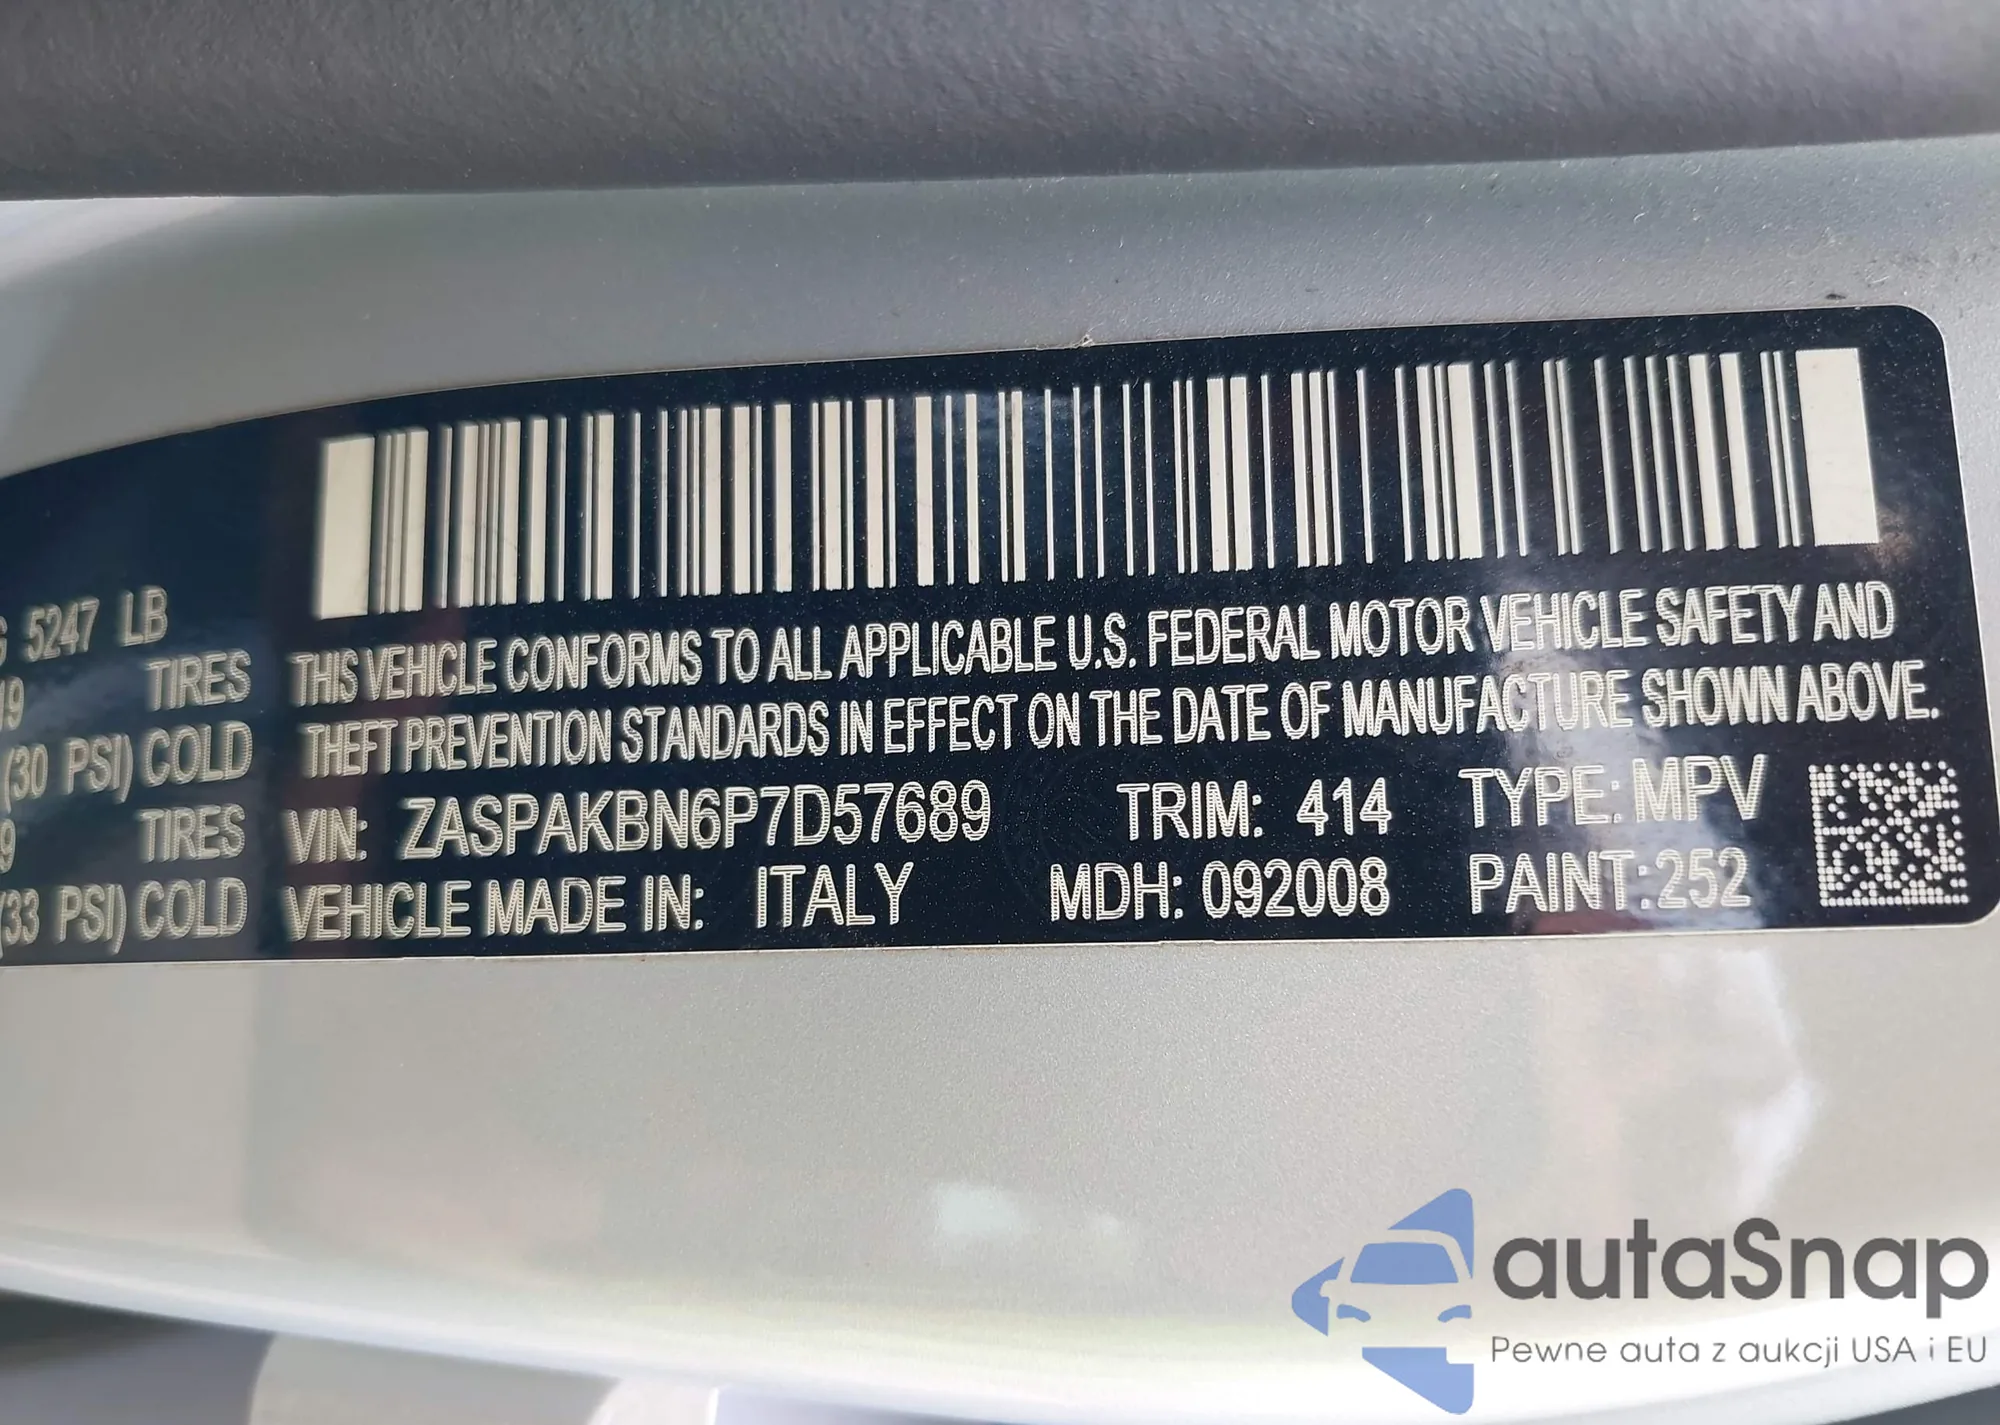 5247 LB
19 TIRES
(30 PSI) COLD
9 TIRES
(33 PSI) COLD
THIS VEHICLE CONFORMS TO ALL APPLICABLE U.S. FEDERAL MOTOR VEHICLE SAFETY AND
THEFT PREVENTION STANDARDS IN EFFECT ON THE DATE OF MANUFACTURE SHOWN ABOVE.
VIN: ZASPAKBN6P7D57689 TRIM: 414 TYPE: MPV
VEHICLE MADE IN: ITALY MDH: 092008 PAINT: 252
autaSnap
Pewne auta z aukcji USA i EU